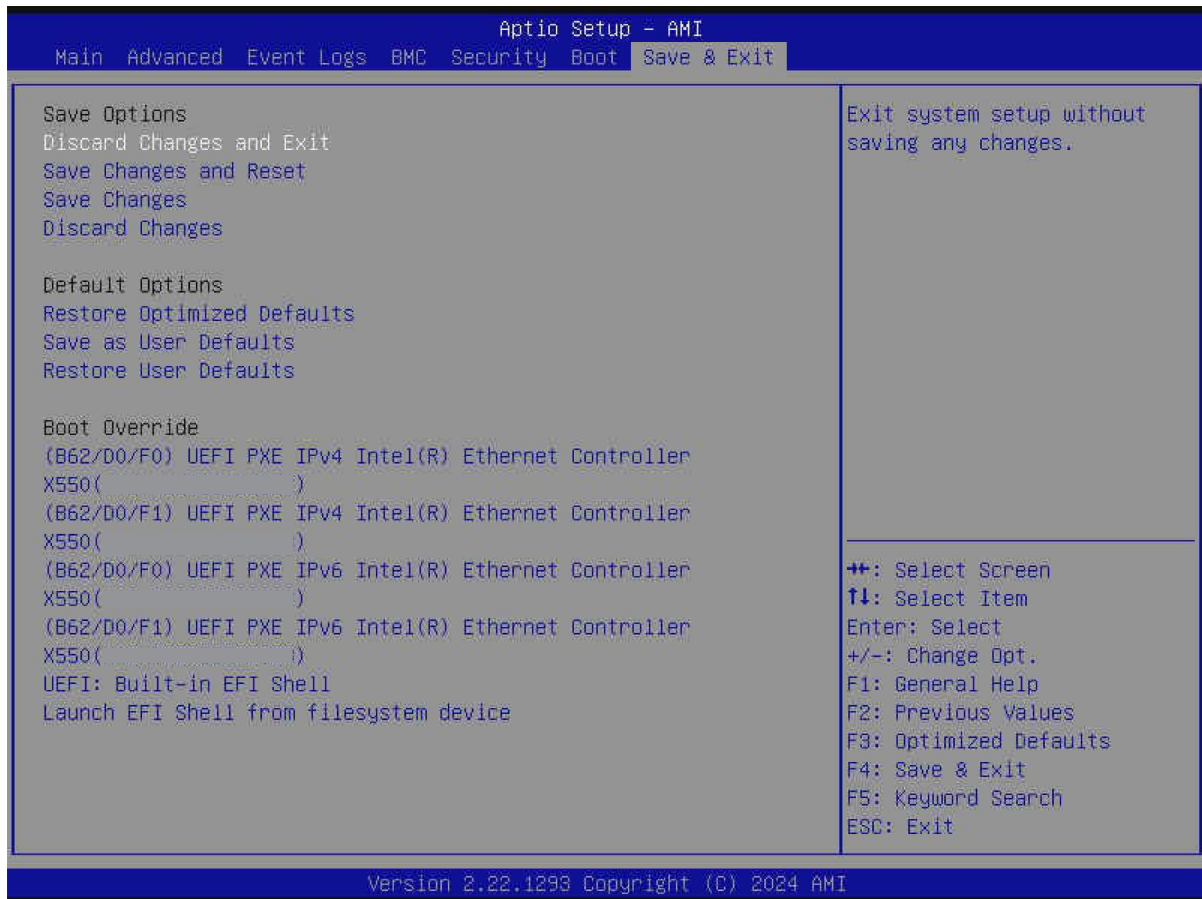 Aptio Setup – AMI
Main Advanced Event Logs BMC Security Boot Save & Exit
Save Options
Discard Changes and Exit
Save Changes and Reset
Save Changes
Discard Changes
Default Options
Restore Optimized Defaults
Save as User Defaults
Restore User Defaults
Boot Override
(B62/D0/F0) UEFI PXE IPv4 Intel(R) Ethernet Controller
X550( )
(B62/D0/F1) UEFI PXE IPv4 Intel(R) Ethernet Controller
X550( )
(B62/D0/F0) UEFI PXE IPv6 Intel(R) Ethernet Controller
X550( )
(B62/D0/F1) UEFI PXE IPv6 Intel(R) Ethernet Controller
X550( )
UEFI: Built-in EFI Shell
Launch EFI Shell from filesystem device
Exit system setup without
saving any changes.
→←: Select Screen
↑↓: Select Item
Enter: Select
+/-: Change Opt.
F1: General Help
F2: Previous Values
F3: Optimized Defaults
F4: Save & Exit
F5: Keyword Search
ESC: Exit
Version 2.22.1293 Copyright (C) 2024 AMI